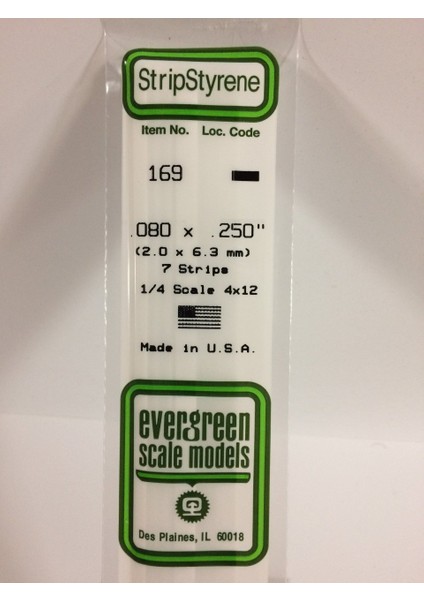 StripStyrene
Item No. Loc. Code
169
.080 x .250"
(2.0 x 6.3 mm)
7 Strips
1/4 Scale 4x12
Made in U.S.A.
evergreen
scale models
Des Plaines, IL 60018